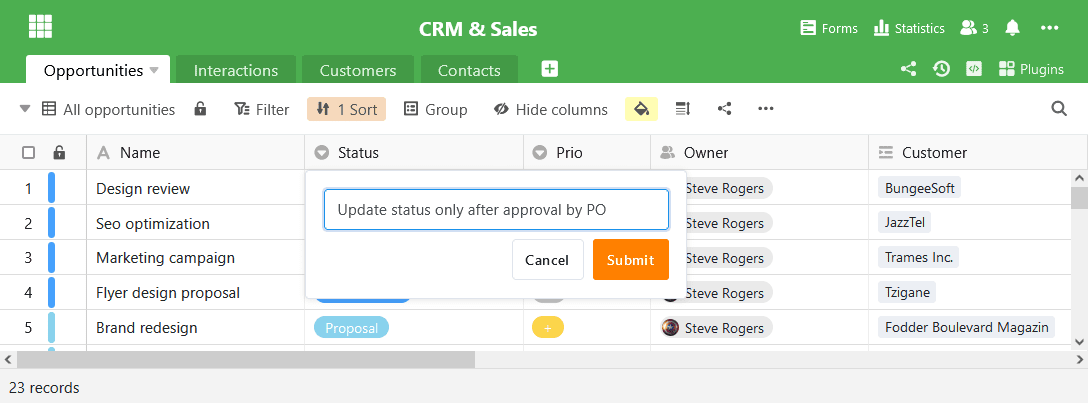 CRM & Sales
Forms
Statistics
3
Opportunities
Interactions
Customers
Contacts
Plugins
All opportunities
Filter
1 Sort
Group
Hide columns
Name
Status
Prio
Owner
Customer
1 Design review Steve Rogers BungeeSoft
Update status only after approval by PO
2 Seo optimization Steve Rogers JazzTel
3 Marketing campaign Steve Rogers Trames Inc.
Cancel
Submit
4 Flyer design proposal Steve Rogers Tzigane
5 Brand redesign Proposal + Steve Rogers Fodder Boulevard Magazin
23 records